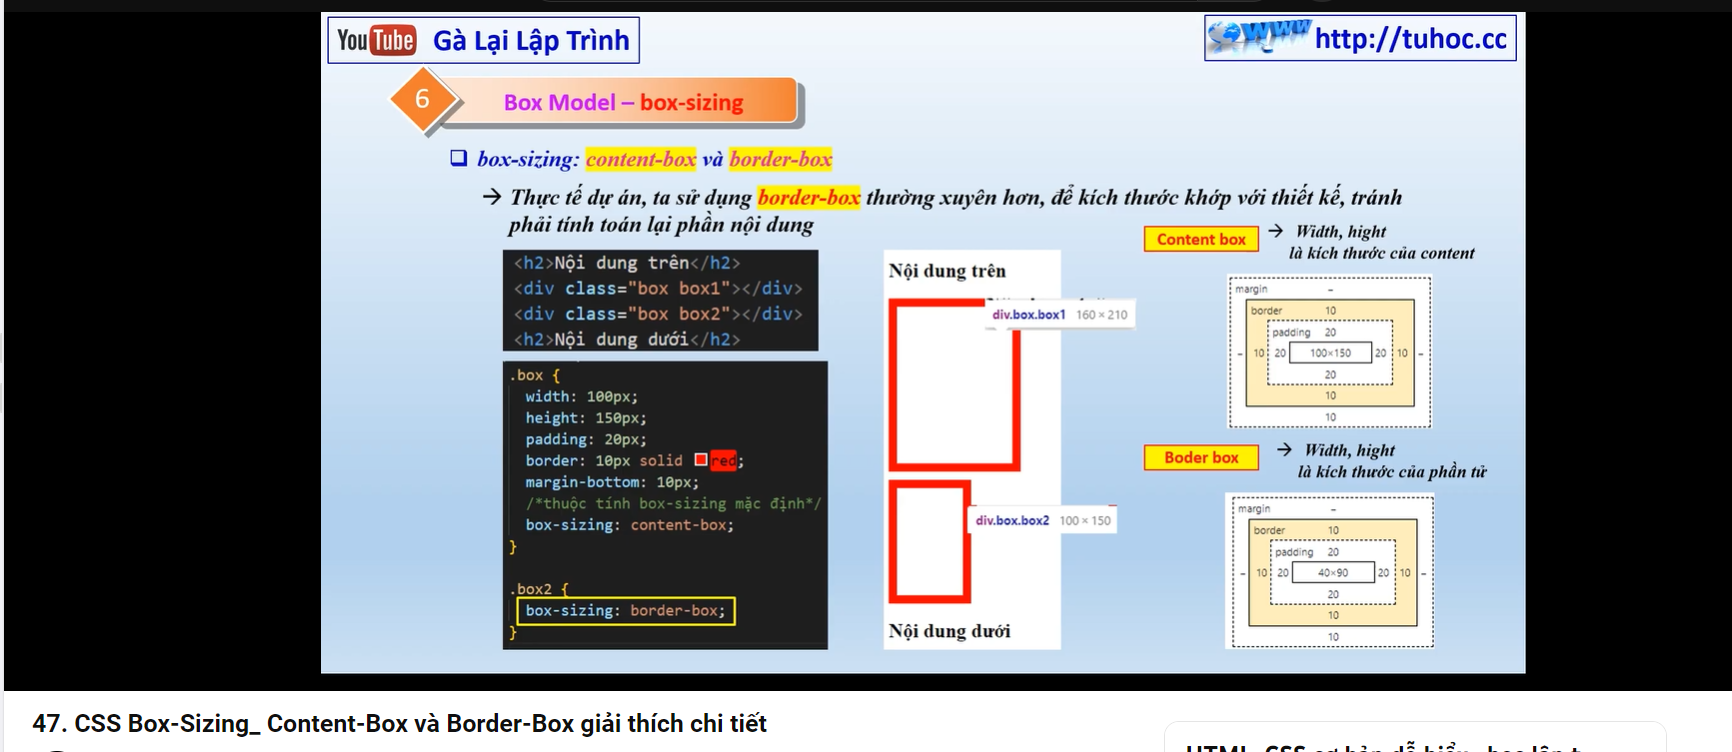 YouTube Gà Lại Lập Trình
http://tuhoc.cc
6
Box Model – box-sizing
box-sizing: content-box và border-box
→ Thực tế dự án, ta sử dụng border-box thường xuyên hơn, để kích thước khớp với thiết kế, tránh
phải tính toán lại phần nội dung
<h2>Nội dung trên</h2>
<div class="box box1"></div>
<div class="box box2"></div>
<h2>Nội dung dưới</h2>
.box {
width: 100px;
height: 150px;
padding: 20px;
border: 10px solid red;
margin-bottom: 10px;
/*thuộc tính box-sizing mặc định*/
box-sizing: content-box;
}
.box2 {
box-sizing: border-box;
}
Nội dung trên
div.box.box1 160 × 210
div.box.box2 100 × 150
Nội dung dưới
Content box → Width, hight
là kích thước của content
margin –
border 10
padding 20
– 10 20 100×150 20 10 –
20
10
10
Boder box → Width, hight
là kích thước của phần tử
margin –
border 10
padding 20
– 10 20 40×90 20 10 –
20
10
10
47. CSS Box-Sizing_ Content-Box và Border-Box giải thích chi tiết